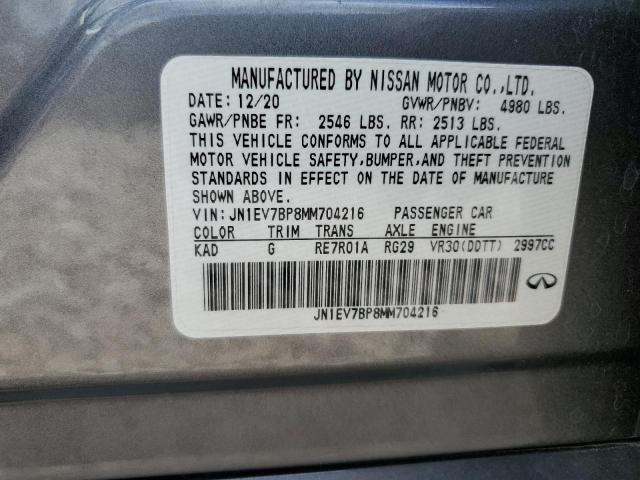 MANUFACTURED BY NISSAN MOTOR CO.,LTD.
DATE: 12/20 GVWR/PNBV: 4980 LBS.
GAWR/PNBE FR: 2546 LBS. RR: 2513 LBS.
THIS VEHICLE CONFORMS TO ALL APPLICABLE FEDERAL
MOTOR VEHICLE SAFETY,BUMPER,AND THEFT PREVENTION
STANDARDS IN EFFECT ON THE DATE OF MANUFACTURE
SHOWN ABOVE.
VIN: JN1EV7BP8MM704216 PASSENGER CAR
COLOR TRIM TRANS AXLE ENGINE
KAD G RE7R01A RG29 VR30(DDTT) 2997CC
JN1EV7BP8MM704216